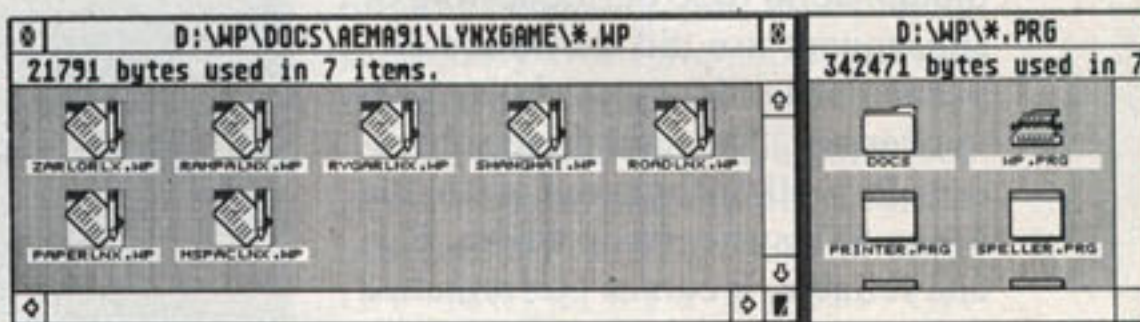 D:\WP\DOCS\AEMA91\LYNXGAME\*.WP
21791 bytes used in 7 items.
ZARLORLX.WP RAMPALNX.WP RYGARLNX.WP SHANGHAI.WP ROADLNX.WP
PAPERLNX.WP MSPACLNX.WP
D:\WP\*.PRG
342471 bytes used in 7
DOCS WP.PRG
PRINTER.PRG SPELLER.PRG